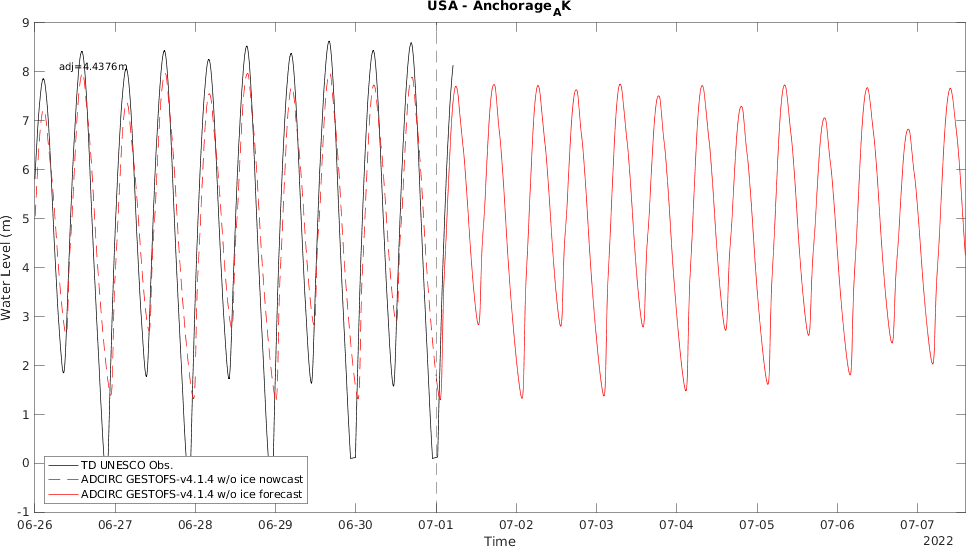 USA - Anchorage_AK
9
8
7
6
5
4
3
2
1
0
-1
Water Level (m)
adj=4.4376m
TD UNESCO Obs.
ADCIRC GESTOFS-v4.1.4 w/o ice nowcast
ADCIRC GESTOFS-v4.1.4 w/o ice forecast
06-26 06-27 06-28 06-29 06-30 07-01 07-02 07-03 07-04 07-05 07-06 07-07
Time
2022